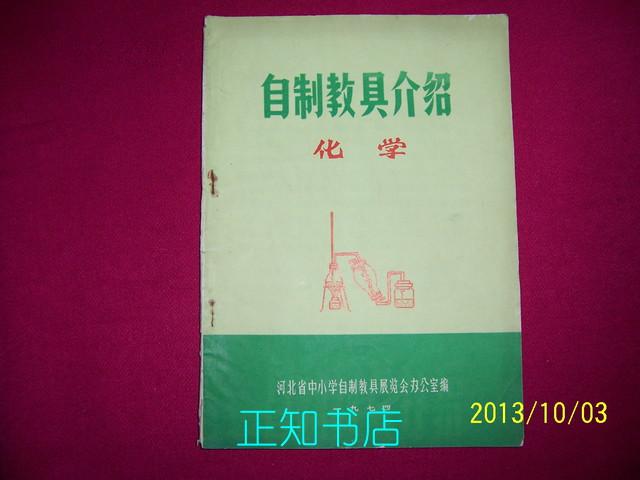 自制教具介绍
化学
河北省中小学自制教具展览会办公室编
正知书店
2013/10/03